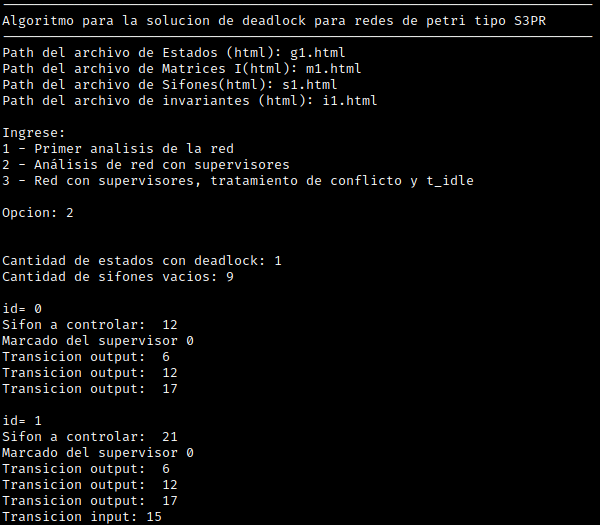 Algoritmo para la solucion de deadlock para redes de petri tipo S3PR
Path del archivo de Estados (html): g1.html
Path del archivo de Matrices I(html): m1.html
Path del archivo de Sifones(html): s1.html
Path del archivo de invariantes (html): i1.html
Ingrese:
1 - Primer analisis de la red
2 - Análisis de red con supervisores
3 - Red con supervisores, tratamiento de conflicto y t_idle
Opcion: 2
Cantidad de estados con deadlock: 1
Cantidad de sifones vacios: 9
id= 0
Sifon a controlar:  12
Marcado del supervisor 0
Transicion output:  6
Transicion output:  12
Transicion output:  17
id= 1
Sifon a controlar:  21
Marcado del supervisor 0
Transicion output:  6
Transicion output:  12
Transicion output:  17
Transicion input: 15